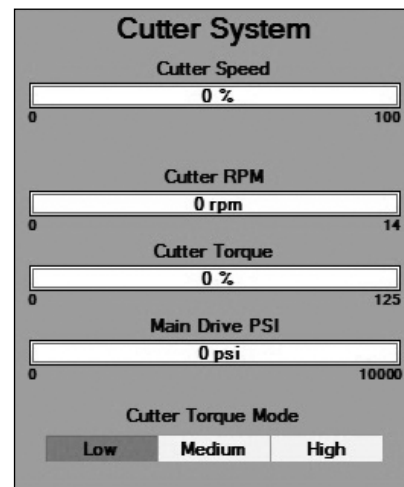 Cutter System
Cutter Speed
0 %
0 100
Cutter RPM
0 rpm
0 14
Cutter Torque
0 %
0 125
Main Drive PSI
0 psi
0 10000
Cutter Torque Mode
Low Medium High